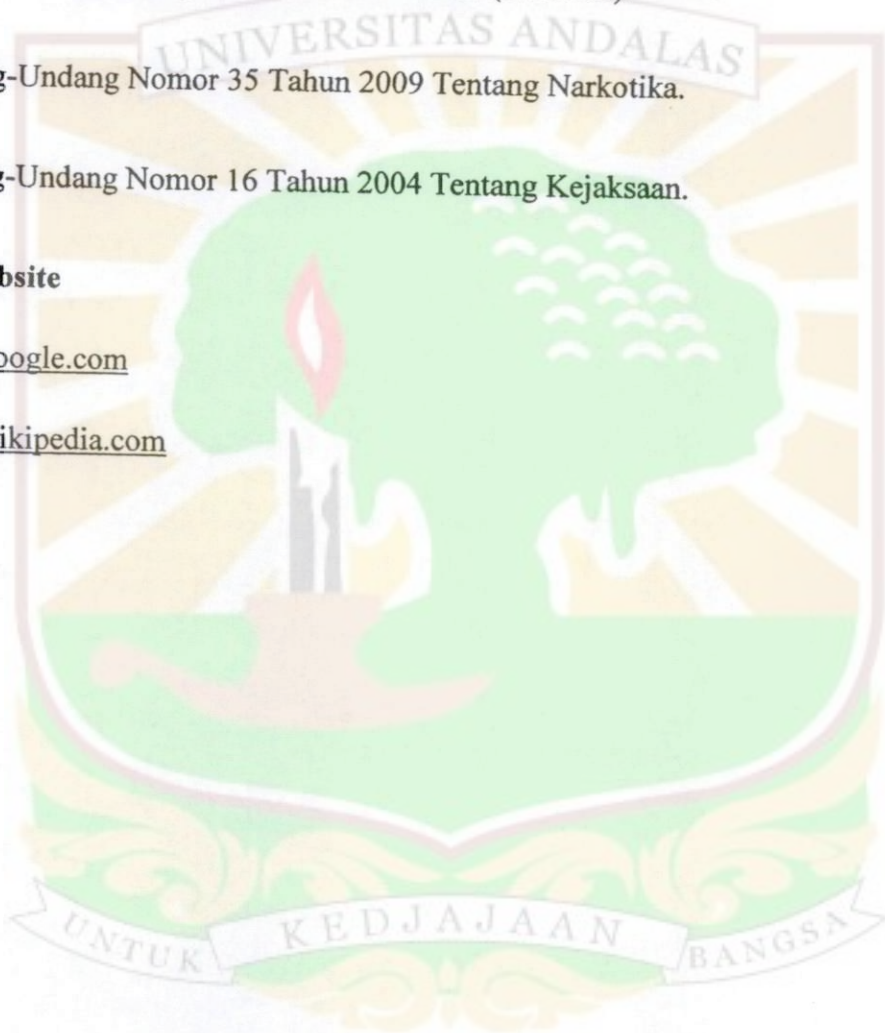 UNIVERSITAS ANDALAS
g-Undang Nomor 35 Tahun 2009 Tentang Narkotika.
g-Undang Nomor 16 Tahun 2004 Tentang Kejaksaan.
bsite
oogle.com
ikipedia.com
UNTUK KEDJAJAAN BANGSA